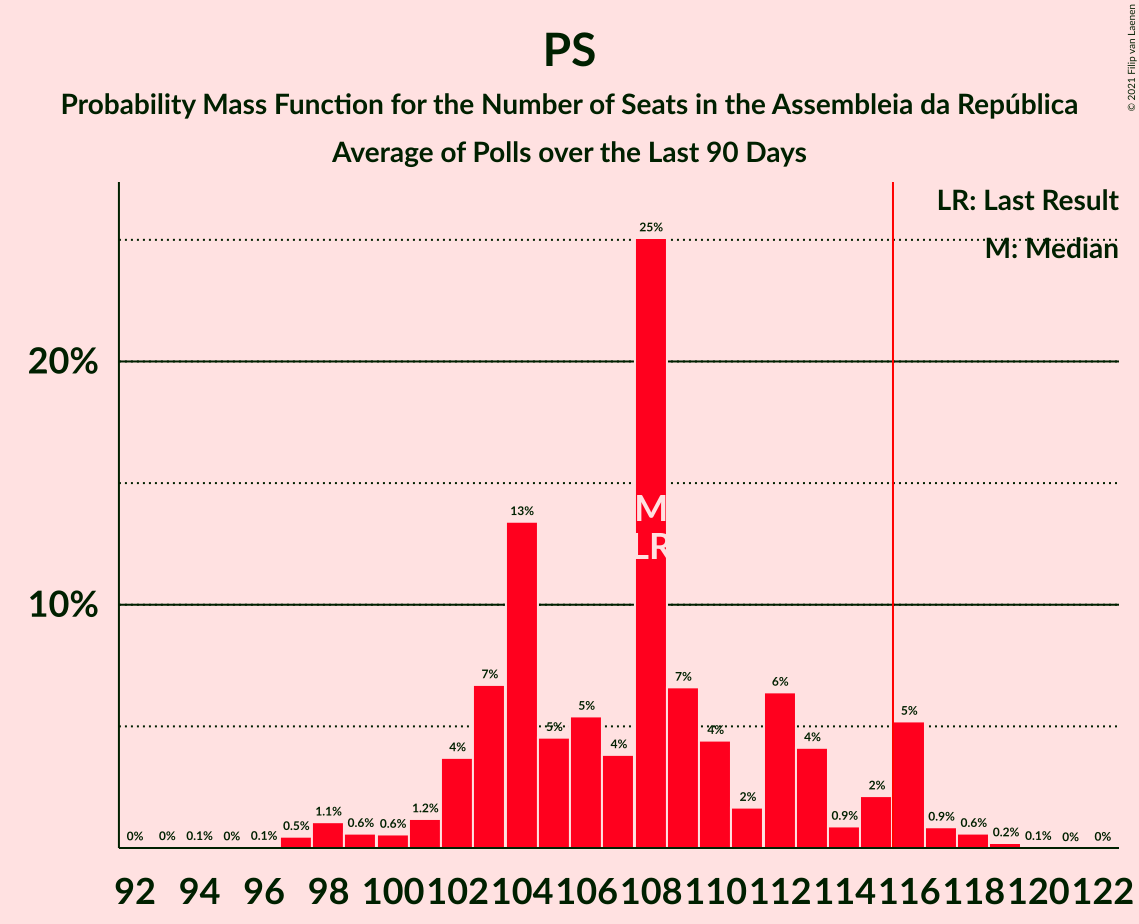 PS
Probability Mass Function for the Number of Seats in the Assembleia da República
Average of Polls over the Last 90 Days
© 2021 Filip van Laenen
LR: Last Result
M: Median
20%
10%
0% 0% 0.1% 0% 0.1% 0.5% 1.1% 0.6% 0.6% 1.2% 4% 7% 13% 5% 5% 4% 25% 7% 4% 2% 6% 4% 0.9% 2% 5% 0.9% 0.6% 0.2% 0.1% 0% 0%
M
LR
92 94 96 98 100 102 104 106 108 110 112 114 116 118 120 122